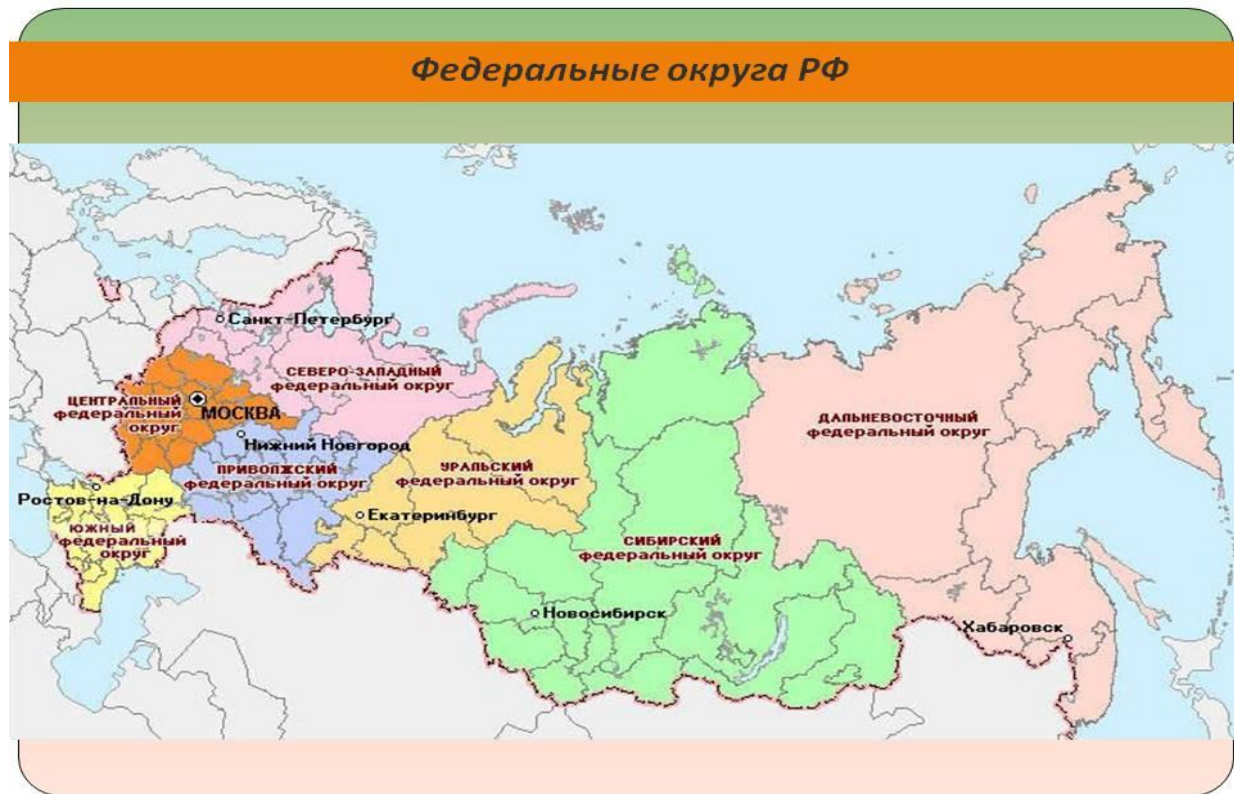 Федеральные округа РФ
Санкт-Петербург
СЕВЕРО-ЗАПАДНЫЙ
федеральный округ
ЦЕНТРАЛЬНЫЙ
федеральный
округ
МОСКВА
Нижний Новгород
ПРИВОЛЖСКИЙ
федеральный округ
УРАЛЬСКИЙ
федеральный округ
ДАЛЬНЕВОСТОЧНЫЙ
федеральный округ
Ростов-на-Дону
ЮЖНЫЙ
федеральный
округ
Екатеринбург
СИБИРСКИЙ
федеральный округ
Новосибирск
Хабаровск